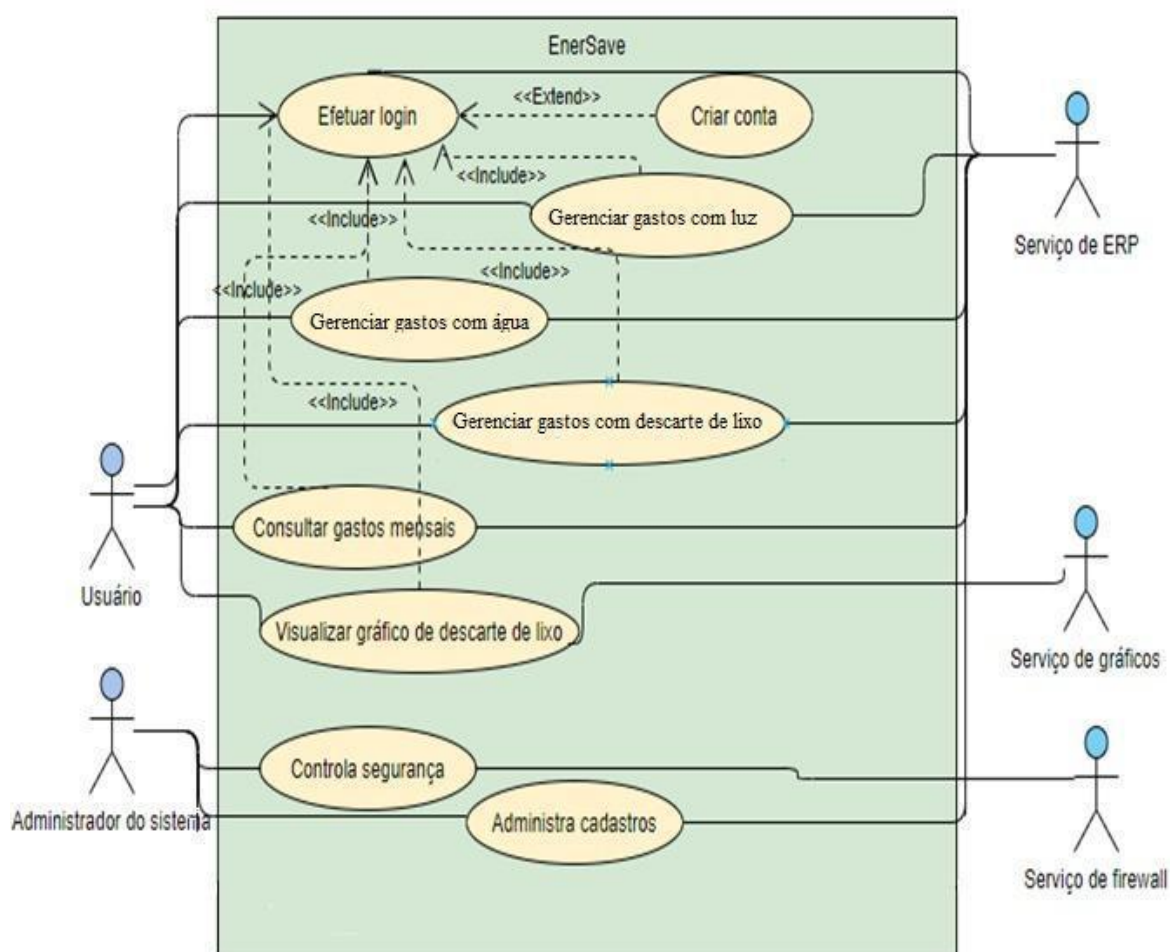 EnerSave
Efetuar login
<<Extend>>
Criar conta
<<Include>>
Gerenciar gastos com luz
Serviço de ERP
<<Include>>
<<Include>>
<<Include>>
Gerenciar gastos com água
<<Include>>
Gerenciar gastos com descarte de lixo
Consultar gastos mensais
Usuário
Visualizar gráfico de descarte de lixo
Serviço de gráficos
Controla segurança
Administrador do sistema
Administra cadastros
Serviço de firewall